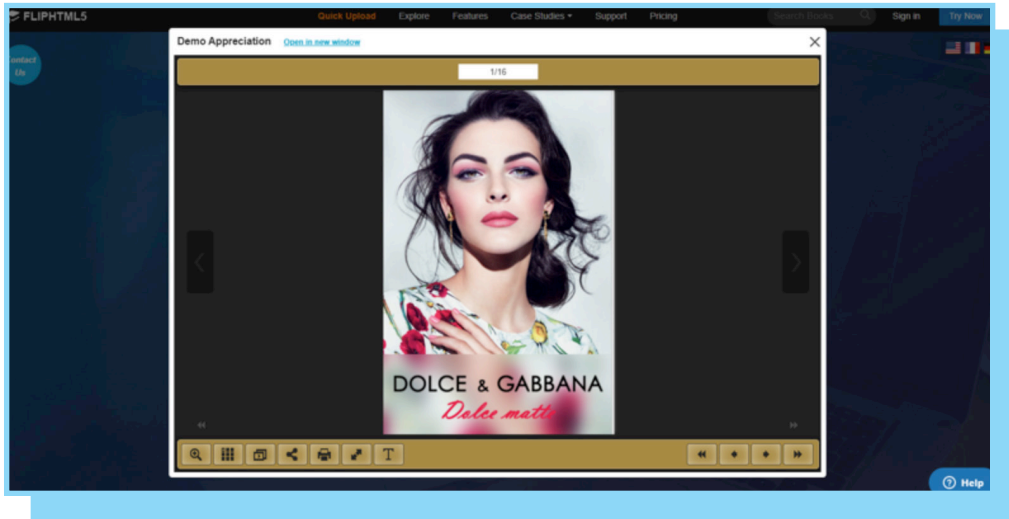 FLIPHTML5 Quick Upload Explore Features Case Studies Support Pricing Search Books Sign in Try Now
Contact
Us
Demo Appreciation Open in new window
1/16
DOLCE & GABBANA
Dolce matte
T
Help